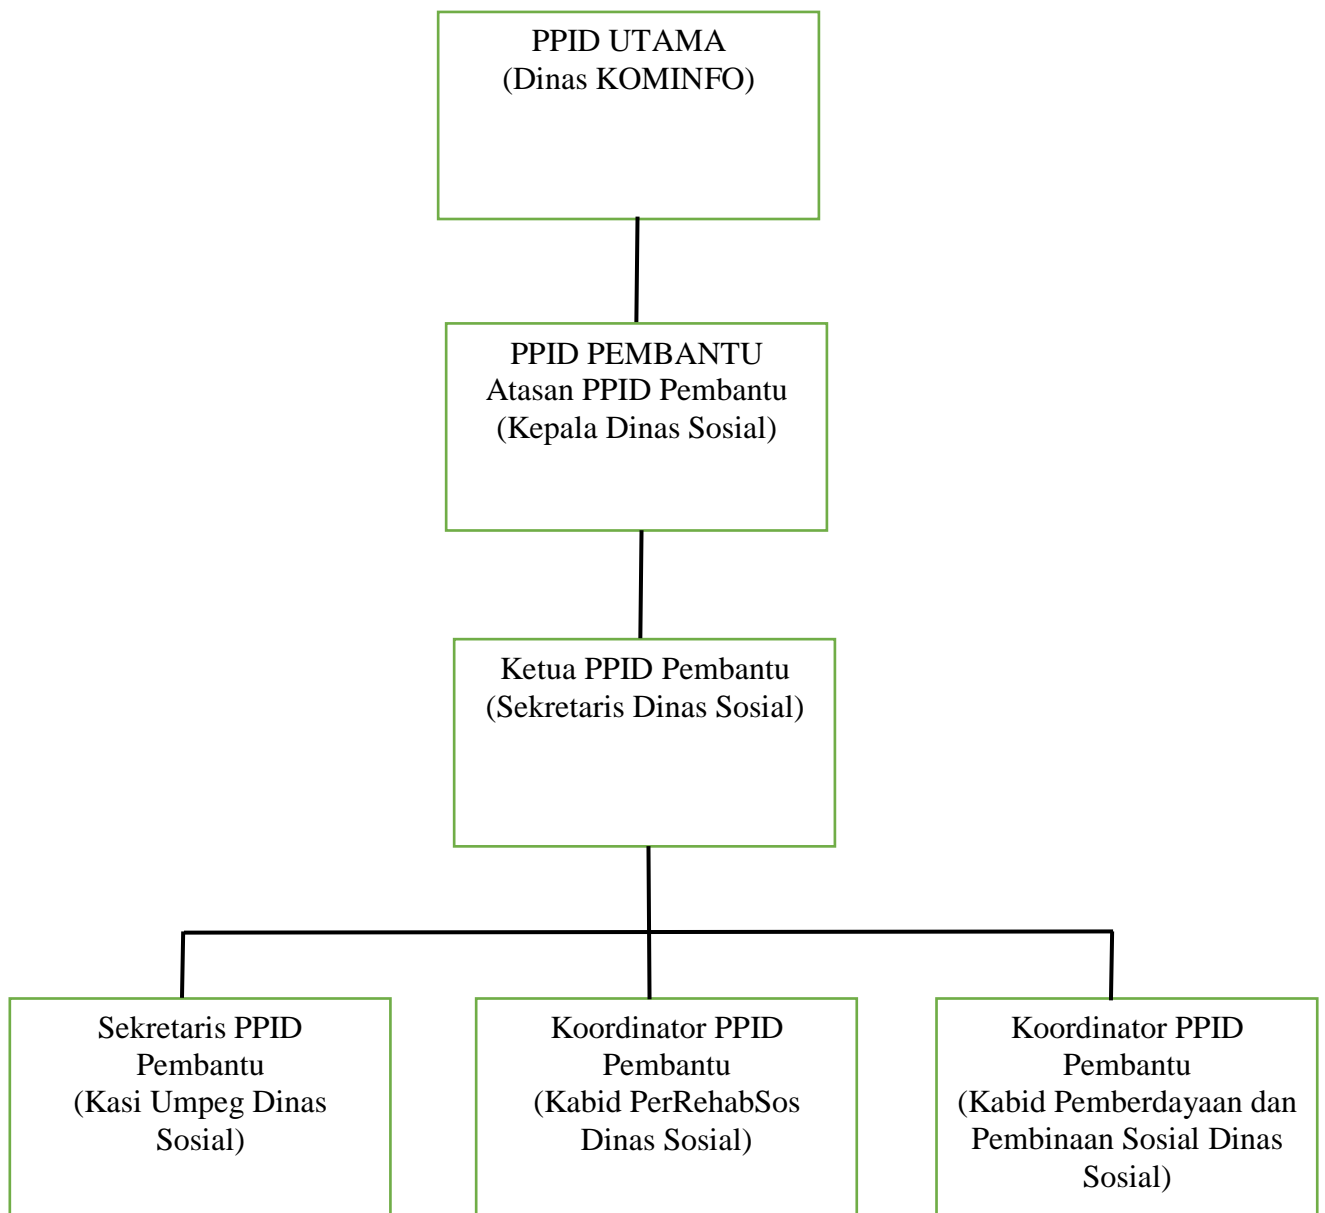 PPID UTAMA
(Dinas KOMINFO)
PPID PEMBANTU
Atasan PPID Pembantu
(Kepala Dinas Sosial)
Ketua PPID Pembantu
(Sekretaris Dinas Sosial)
Sekretaris PPID
Pembantu
(Kasi Umpeg Dinas
Sosial)
Koordinator PPID
Pembantu
(Kabid PerRehabSos
Dinas Sosial)
Koordinator PPID
Pembantu
(Kabid Pemberdayaan dan
Pembinaan Sosial Dinas
Sosial)